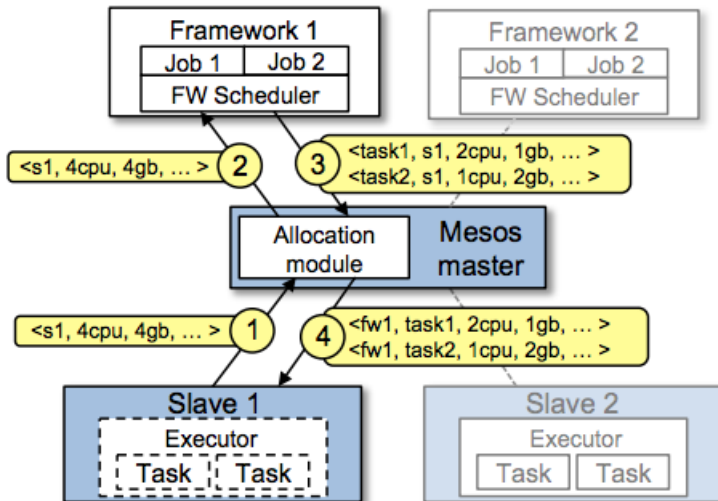 Framework 1
Job 1 Job 2
FW Scheduler
Framework 2
Job 1 Job 2
FW Scheduler
<s1, 4cpu, 4gb, … >
2
3
<task1, s1, 2cpu, 1gb, … >
<task2, s1, 1cpu, 2gb, … >
Allocation
module
Mesos
master
<s1, 4cpu, 4gb, … >
1
4
<fw1, task1, 2cpu, 1gb, … >
<fw1, task2, 1cpu, 2gb, … >
Slave 1
Executor
Task Task
Slave 2
Executor
Task Task